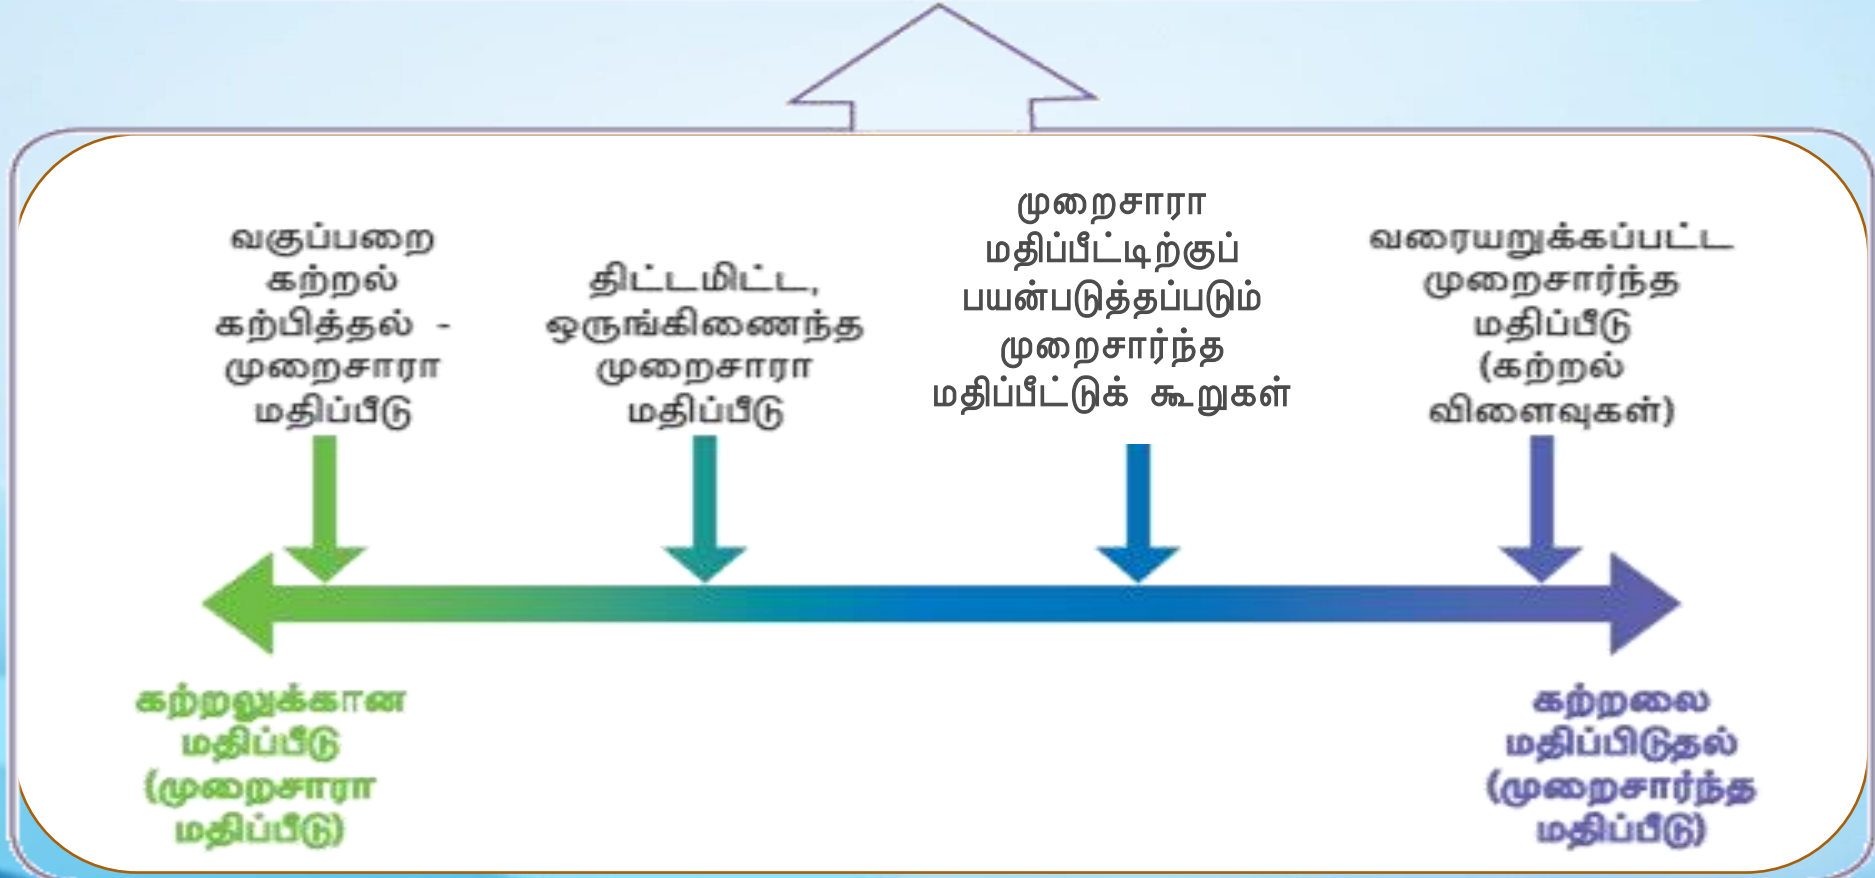 வகுப்பறை
கற்றல்
கற்பித்தல் -
முறைசாரா
மதிப்பீடு
திட்டமிட்ட,
ஒருங்கிணைந்த
முறைசாரா
மதிப்பீடு
முறைசாரா
மதிப்பீட்டிற்குப்
பயன்படுத்தப்படும்
முறைசார்ந்த
மதிப்பீட்டுக் கூறுகள்
வரையறுக்கப்பட்ட
முறைசார்ந்த
மதிப்பீடு
(கற்றல்
விளைவுகள்)
கற்றலுக்கான
மதிப்பீடு
(முறைசாரா
மதிப்பீடு)
கற்றலை
மதிப்பிடுதல்
(முறைசார்ந்த
மதிப்பீடு)